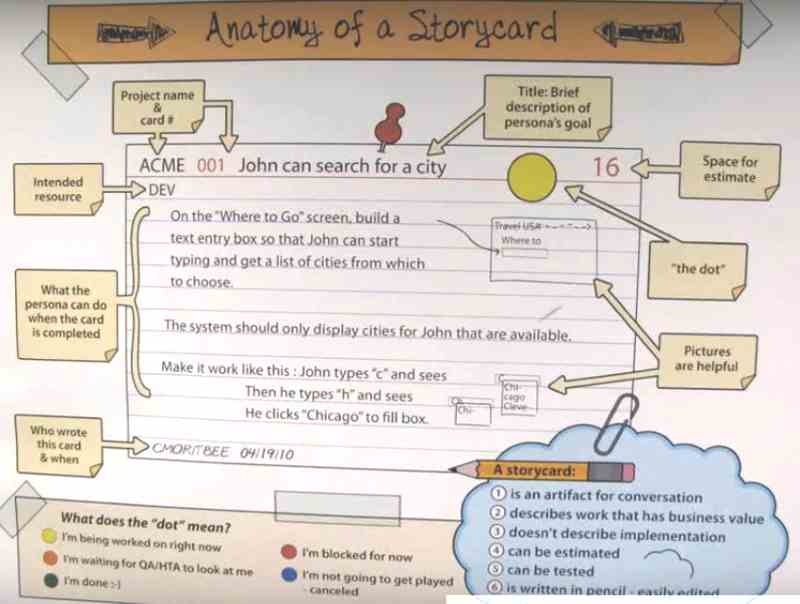 Anatomy of a Storycard
Project name
&
card #
Title: Brief
description of
persona's goal
ACME 001 John can search for a city
16
Space for
estimate
Intended
resource
DEV
On the "Where to Go" screen, build a
text entry box so that John can start
typing and get a list of cities from which
to choose.
Travel USA
Where to
"the dot"
What the
persona can do
when the card
is completed
The system should only display cities for John that are available.
Pictures
are helpful
Make it work like this : John types "c" and sees
Then he types "h" and sees
He clicks "Chicago" to fill box.
C
Chi-
cago
Cleve
Ch
Chi-
Who wrote
this card
& when
CMORITBEE 04/19/10
A storycard:
1 is an artifact for conversation
2 describes work that has business value
3 doesn't describe implementation
4 can be estimated
5 can be tested
6 is written in pencil - easily edited
What does the "dot" mean?
I'm being worked on right now
I'm waiting for QA/HTA to look at me
I'm done :-)
I'm blocked for now
I'm not going to get played
- canceled